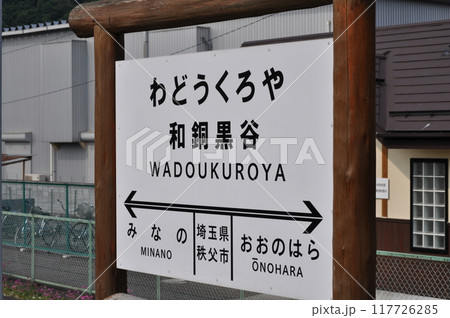 わどうくろや
和銅黒谷
WADOUKUROYA
みなの
MINANO
埼玉県
秩父市
おおのはら
ŌNOHARA
117726285